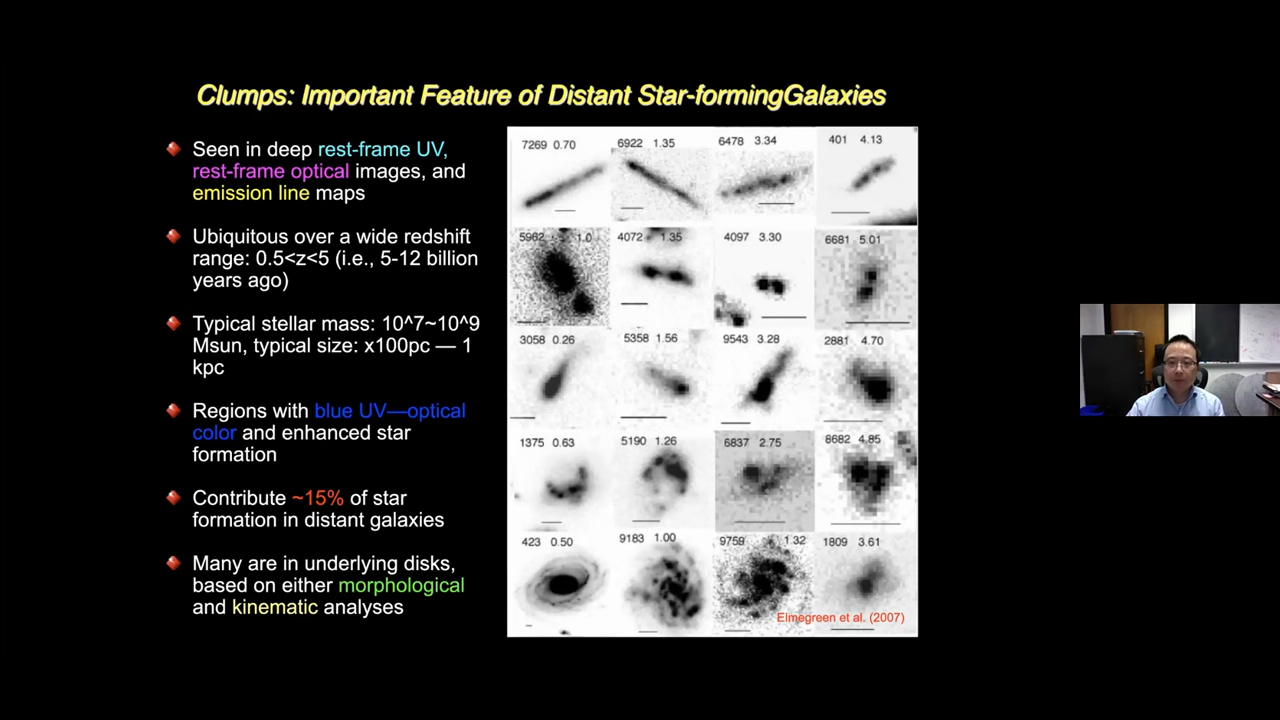 Clumps: Important Feature of Distant Star-formingGalaxies
Seen in deep rest-frame UV,
rest-frame optical images, and
emission line maps
Ubiquitous over a wide redshift
range: 0.5<z<5 (i.e., 5-12 billion
years ago)
Typical stellar mass: 10^7~10^9
Msun, typical size: x100pc — 1
kpc
Regions with blue UV—optical
color and enhanced star
formation
Contribute ~15% of star
formation in distant galaxies
Many are in underlying disks,
based on either morphological
and kinematic analyses
7269 0.70
6922 1.35
6478 3.34
401 4.13
5982 1.0
4072 1.35
4097 3.30
6681 5.01
3058 0.26
5358 1.56
9543 3.28
2881 4.70
1375 0.63
5190 1.26
6837 2.75
8682 4.85
423 0.50
9183 1.00
9759 1.32
1809 3.61
Elmegreen et al. (2007)